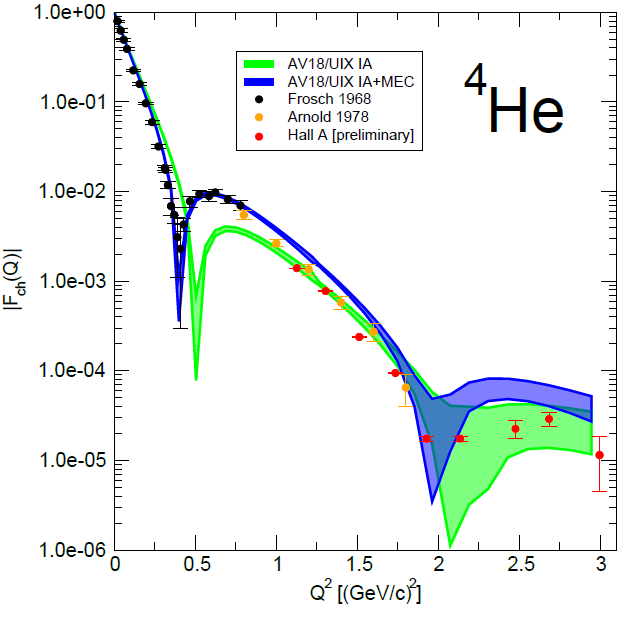 1.0e+00
1.0e-01
1.0e-02
1.0e-03
1.0e-04
1.0e-05
1.0e-06
|Fch(Q)|
AV18/UIX IA
AV18/UIX IA+MEC
Frosch 1968
Arnold 1978
Hall A [preliminary]
4He
0 0.5 1 1.5 2 2.5 3
Q2 [(GeV/c)2]